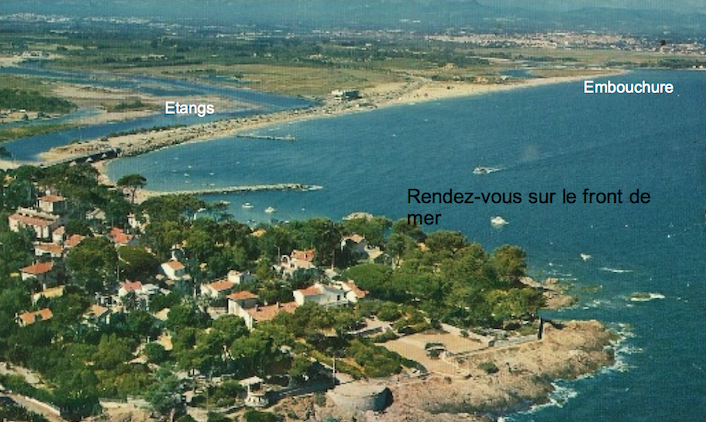 Embouchure
Etangs
Rendez-vous sur le front de
mer